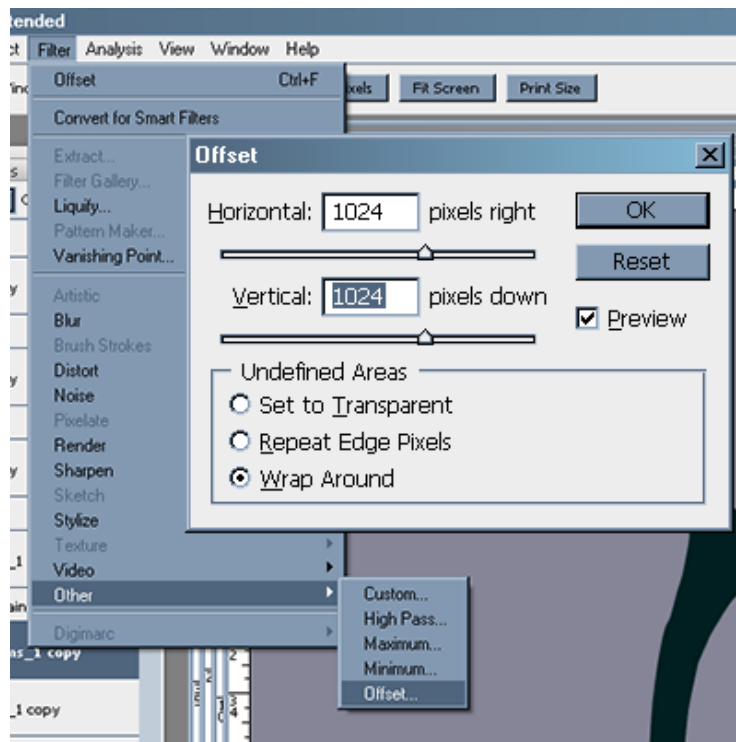 tended
Filter Analysis View Window Help
Offset Ctrl+F
Fit Screen Print Size
Convert for Smart Filters
Extract...
Filter Gallery...
Liquify...
Pattern Maker...
Vanishing Point...
Artistic
Blur
Brush Strokes
Distort
Noise
Pixelate
Render
Sharpen
Sketch
Stylize
Texture
Video
Other
Digimarc
Offset
Horizontal: 1024 pixels right
OK
Reset
Vertical: 1024 pixels down
Preview
Undefined Areas
Set to Transparent
Repeat Edge Pixels
Wrap Around
Custom...
High Pass...
Maximum...
Minimum...
Offset...
_1 copy
_1 copy